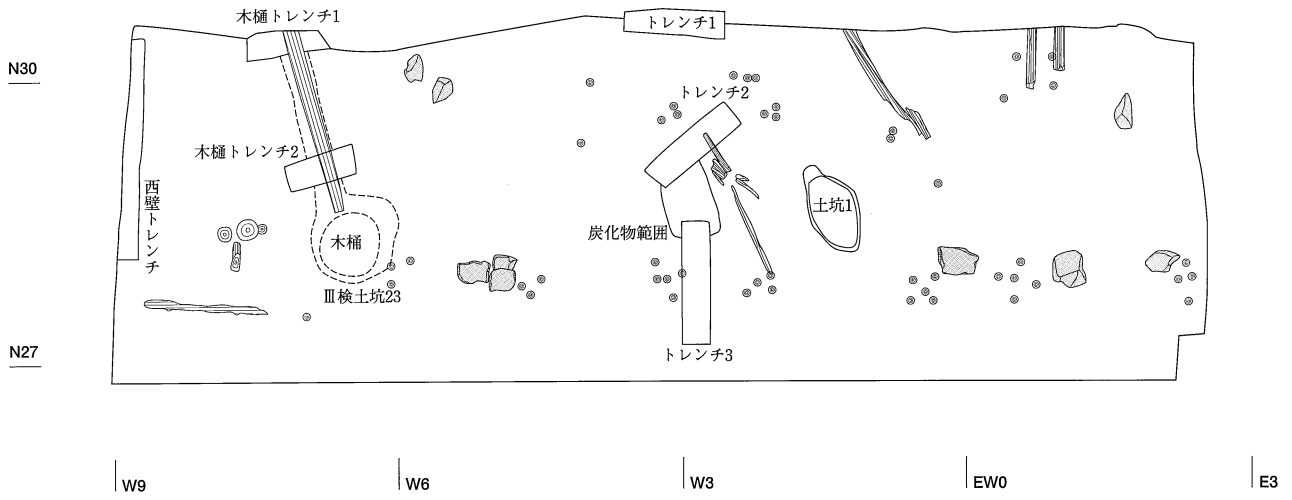 木樋トレンチ1
トレンチ1
N30
トレンチ2
木樋トレンチ2
西壁トレンチ
土坑1
炭化物範囲
木桶
Ⅲ検土坑23
N27
トレンチ3
W9
W6
W3
EW0
E3